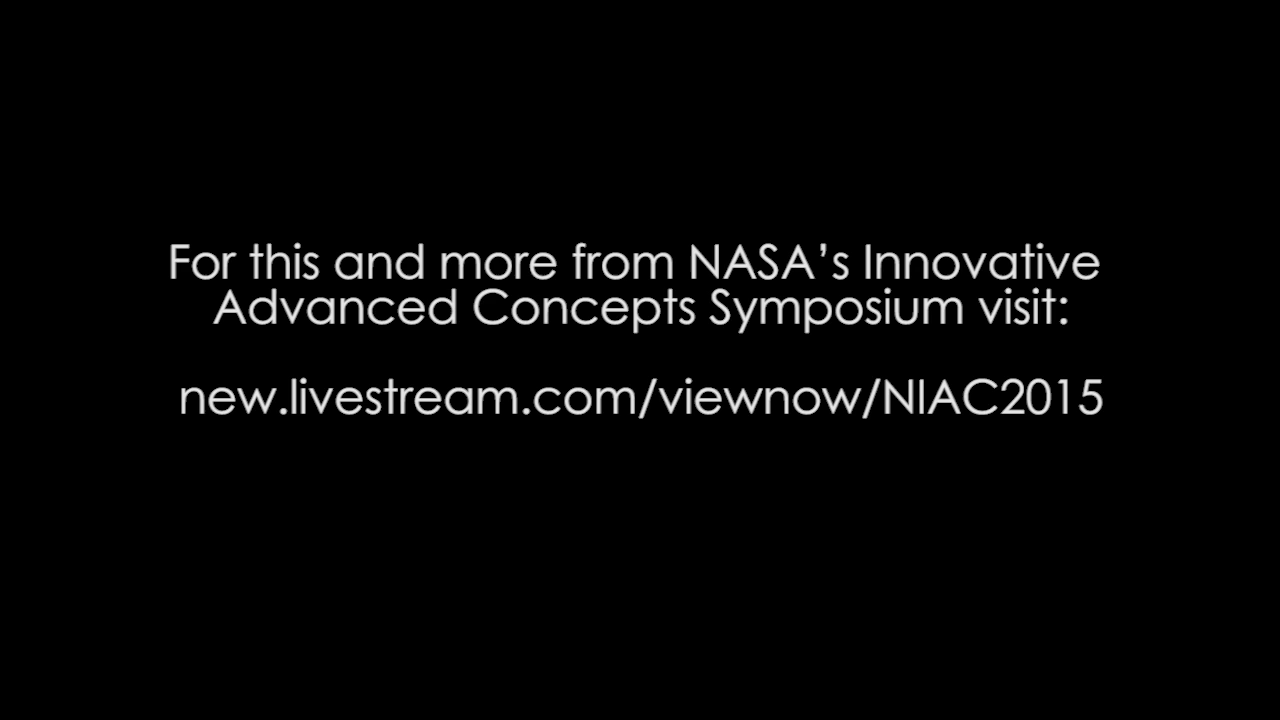 For this and more from NASA’s Innovative
Advanced Concepts Symposium visit:
new.livestream.com/viewnow/NIAC2015